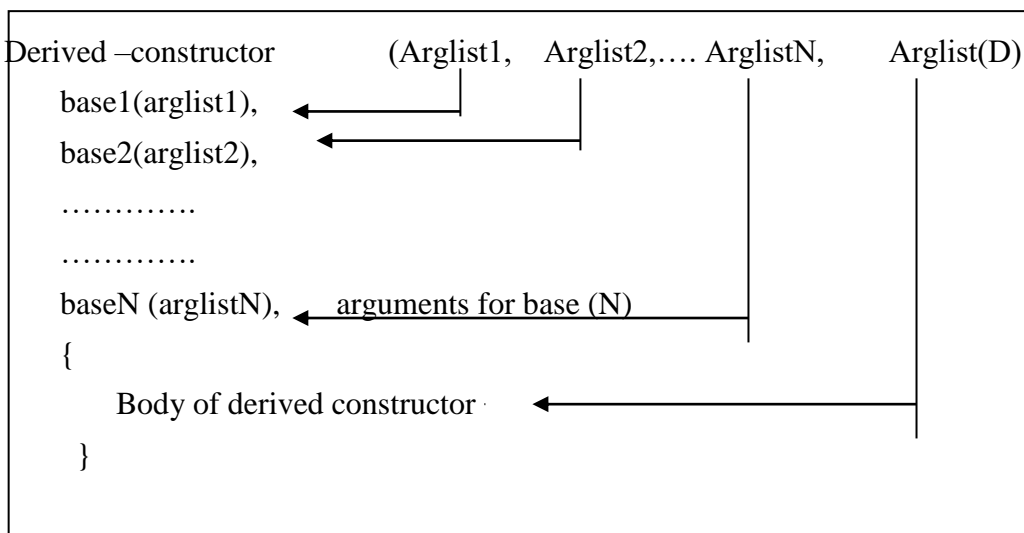 Derived –constructor (Arglist1, Arglist2,…. ArglistN, Arglist(D)
base1(arglist1),
base2(arglist2),
………….
………….
baseN (arglistN), arguments for base (N)
{
Body of derived constructor
}